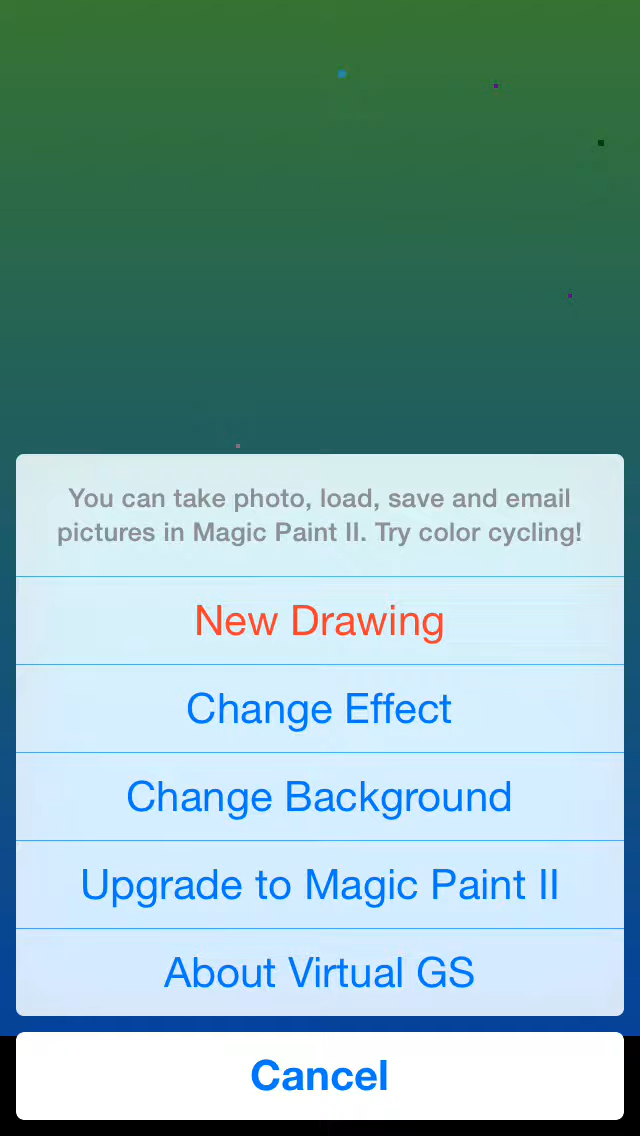 You can take photo, load, save and email
pictures in Magic Paint II. Try color cycling!
New Drawing
Change Effect
Change Background
Upgrade to Magic Paint II
About Virtual GS
Cancel